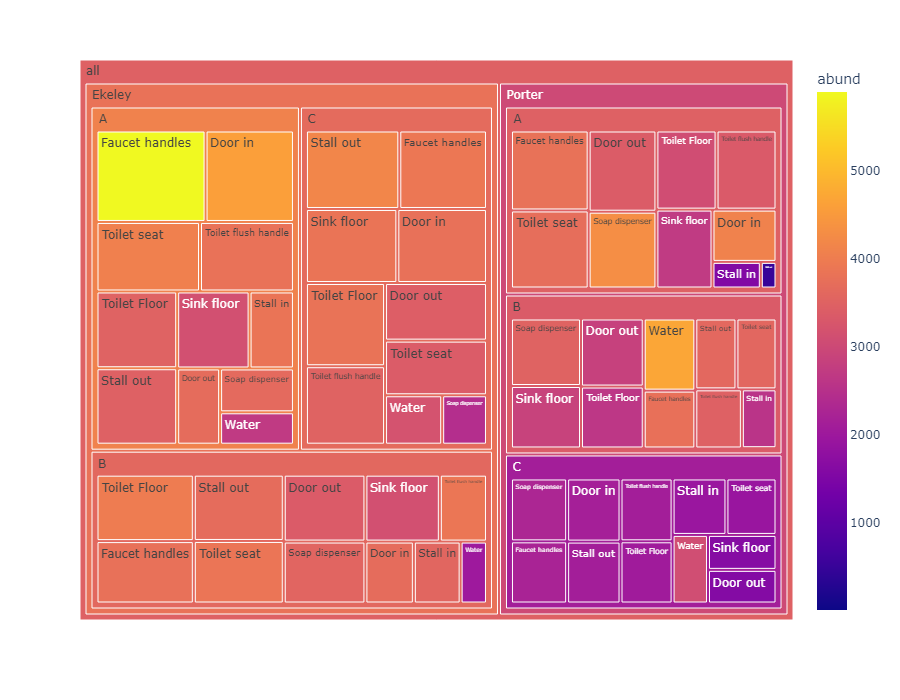 abund
all
Ekeley
Porter
A
Faucet handles
Door in
Toilet seat
Toilet flush handle
Toilet Floor
Sink floor
Stall in
Stall out
Door out
Soap dispenser
Water
C
Stall out
Faucet handles
Sink floor
Door in
Toilet Floor
Door out
Toilet seat
Toilet flush handle
Water
Soap dispenser
B
Toilet Floor
Stall out
Door out
Sink floor
Toilet flush handle
Faucet handles
Toilet seat
Soap dispenser
Door in
Stall in
Water
A
Faucet handles
Door out
Toilet Floor
Toilet flush handle
Toilet seat
Soap dispenser
Sink floor
Door in
Stall in
B
Soap dispenser
Door out
Water
Stall out
Toilet seat
Sink floor
Toilet Floor
Faucet handles
Toilet flush handle
Stall in
C
Soap dispenser
Door in
Toilet flush handle
Stall in
Toilet seat
Faucet handles
Stall out
Toilet Floor
Water
Sink floor
Door out
5000
4000
3000
2000
1000